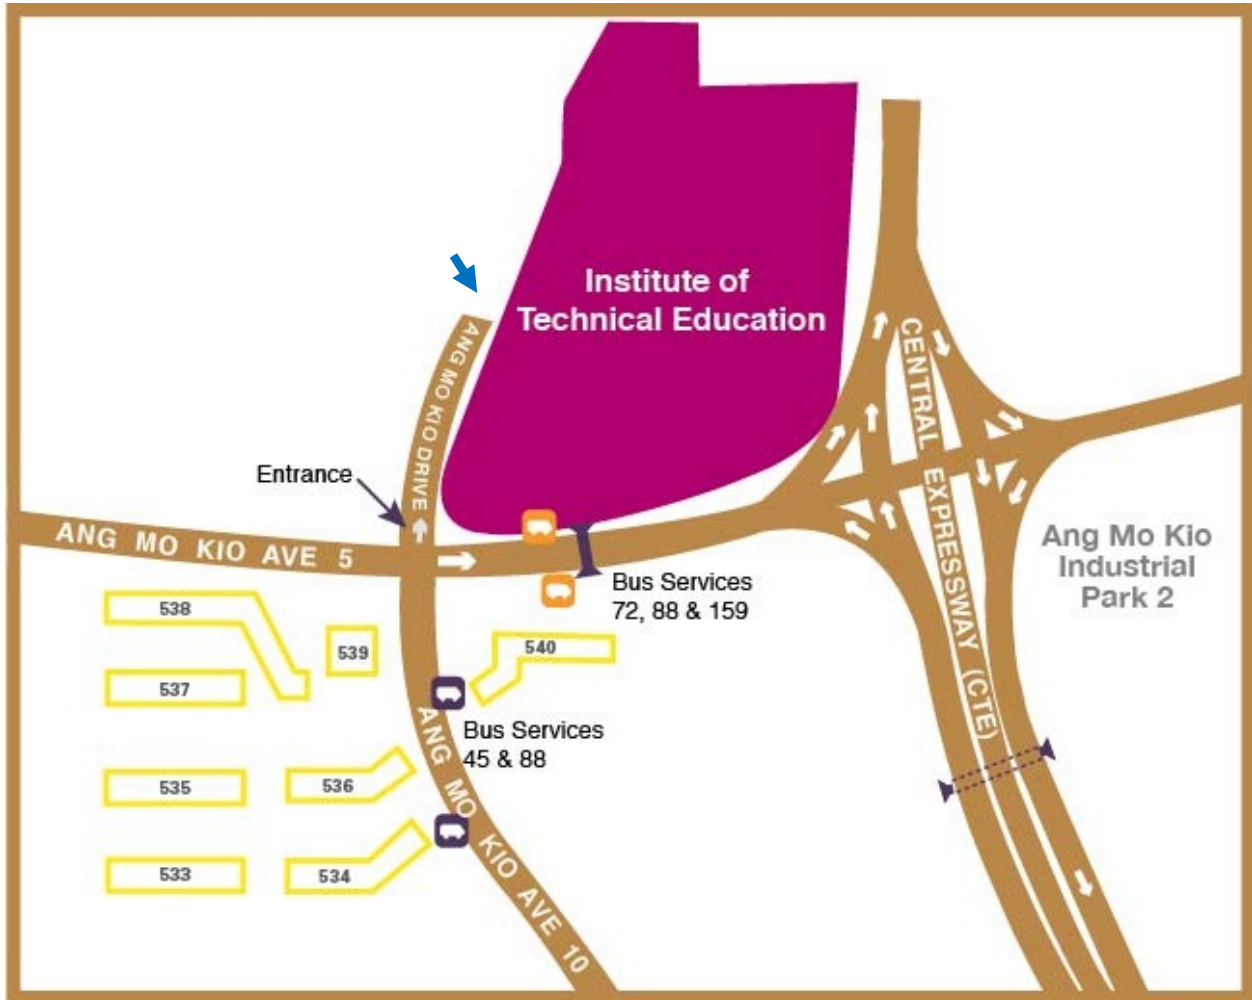 Institute of
Technical Education
ANG MO KIO DRIVE
CENTRAL EXPRESSWAY (CTE)
Entrance
ANG MO KIO AVE 5
Ang Mo Kio
Industrial
Park 2
Bus Services
72, 88 & 159
538
539
540
537
Bus Services
45 & 88
ANG MO KIO AVE 10
535
536
533
534